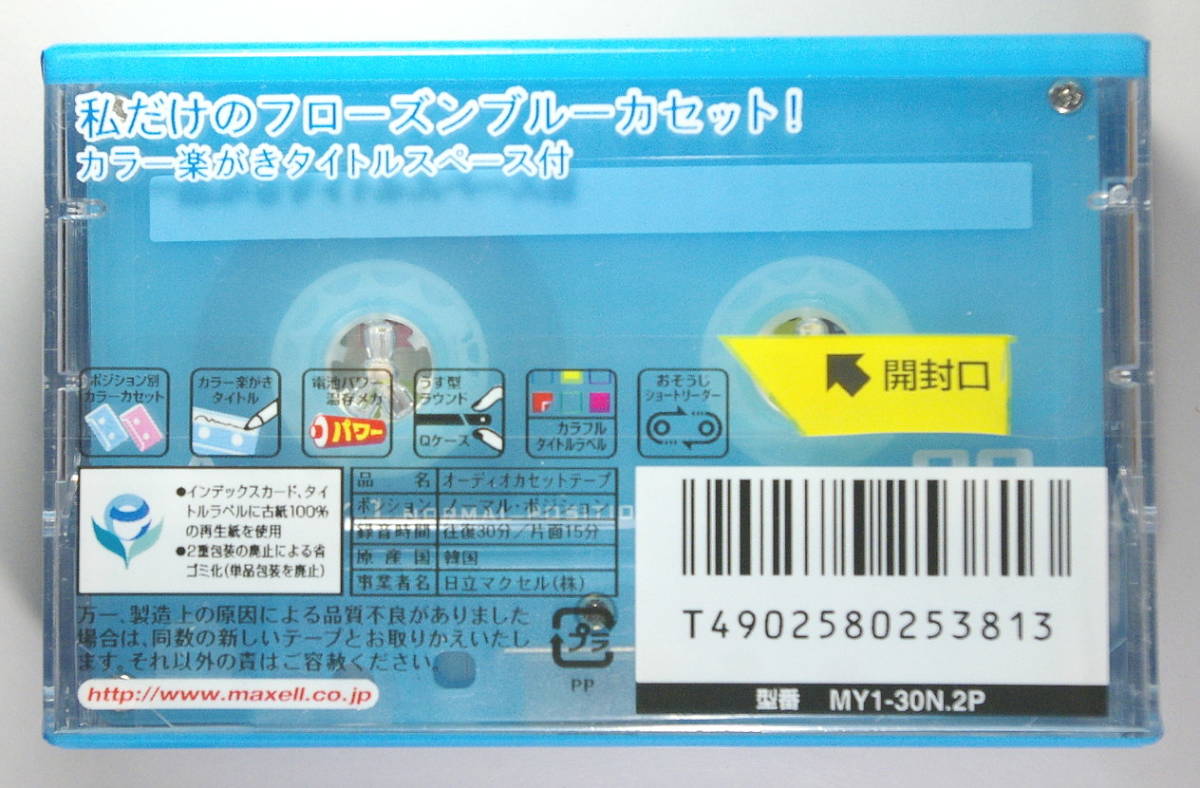 私だけのフローズンブルーカセット!
カラー楽がきタイトルスペース付
開封口
ポジション別
カラーカセット
カラー楽がき
タイトル
電池パワー
温存メカ
パワー
うす型
ラウンド
Qケース
カラフル
タイトルラベル
おそうじ
ショートリーダー
●インデックスカード、タイ
トルラベルに古紙100%
の再生紙を使用
●2重包装の廃止による省
ゴミ化(単品包装を廃止)
品名 オーディオカセットテープ
ポジション ノーマル・ポジション
録音時間 往復30分/片面15分
原産国 韓国
事業者名 日立マクセル(株)
万一、製造上の原因による品質不良がありました
場合は、同数の新しいテープとお取りかえいたし
ます。それ以外の責はご容赦ください。
http://www.maxell.co.jp
プラ
PP
T4902580253813
型番 MY1-30N.2P